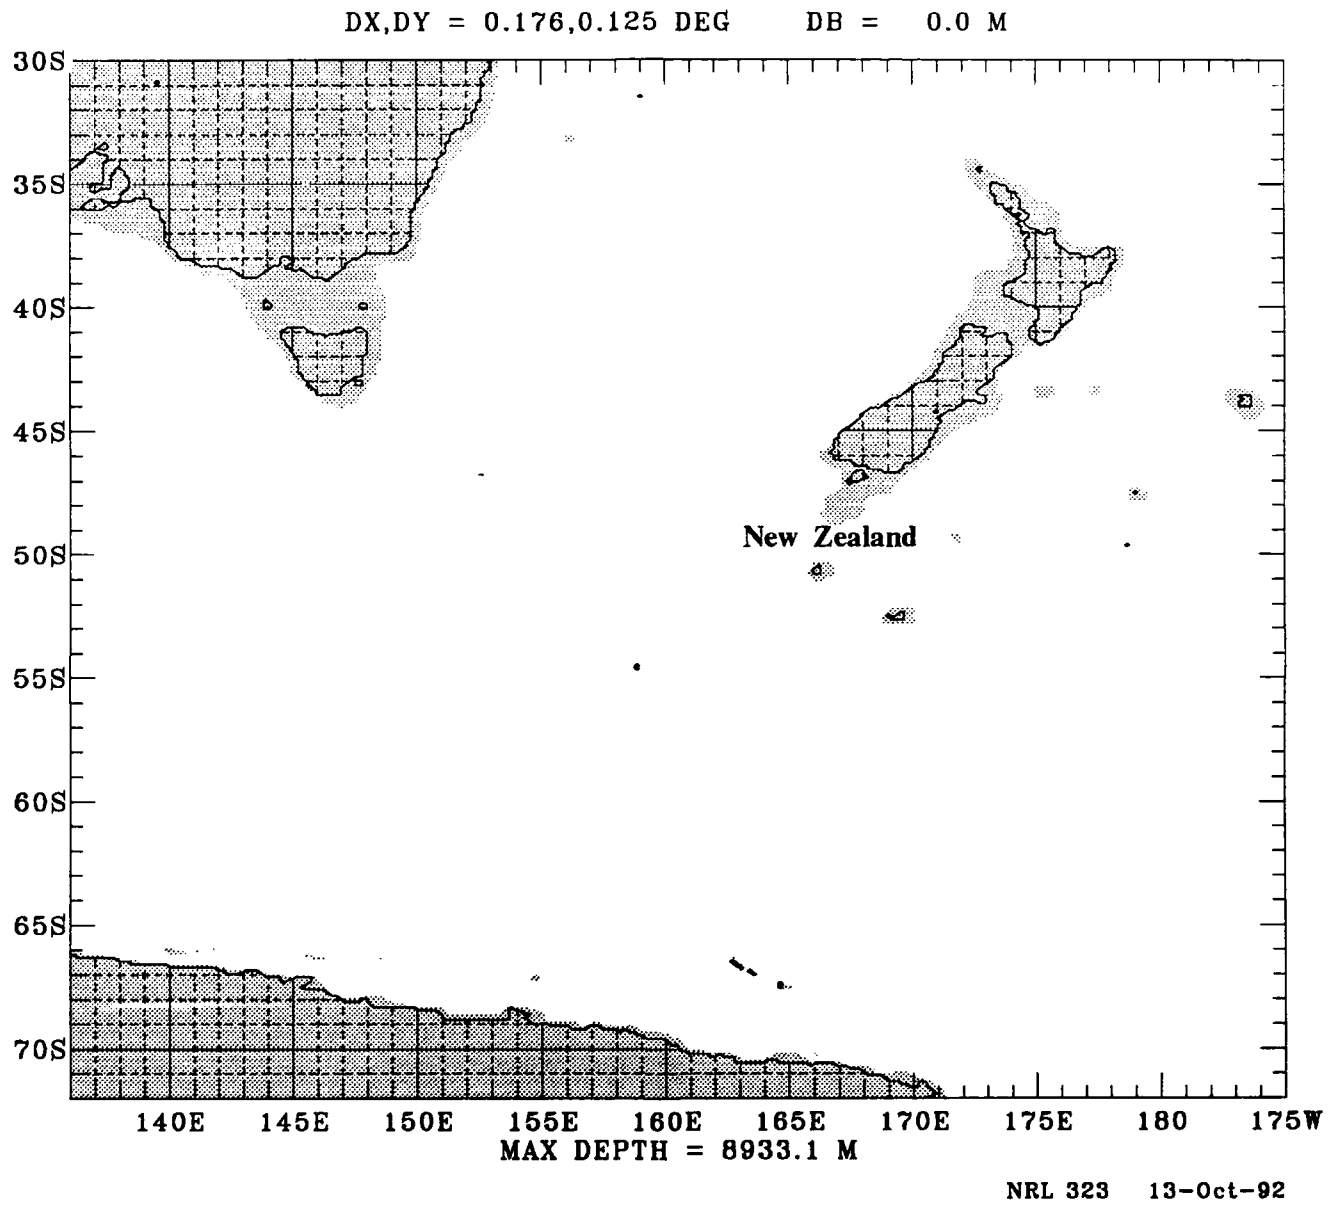 DX,DY = 0.176,0.125 DEG DB = 0.0 M
30S
35S
40S
45S
New Zealand
50S
55S
60S
65S
70S
140E 145E 150E 155E 160E 165E 170E 175E 180 175W
MAX DEPTH = 8933.1 M
NRL 323 13-Oct-92